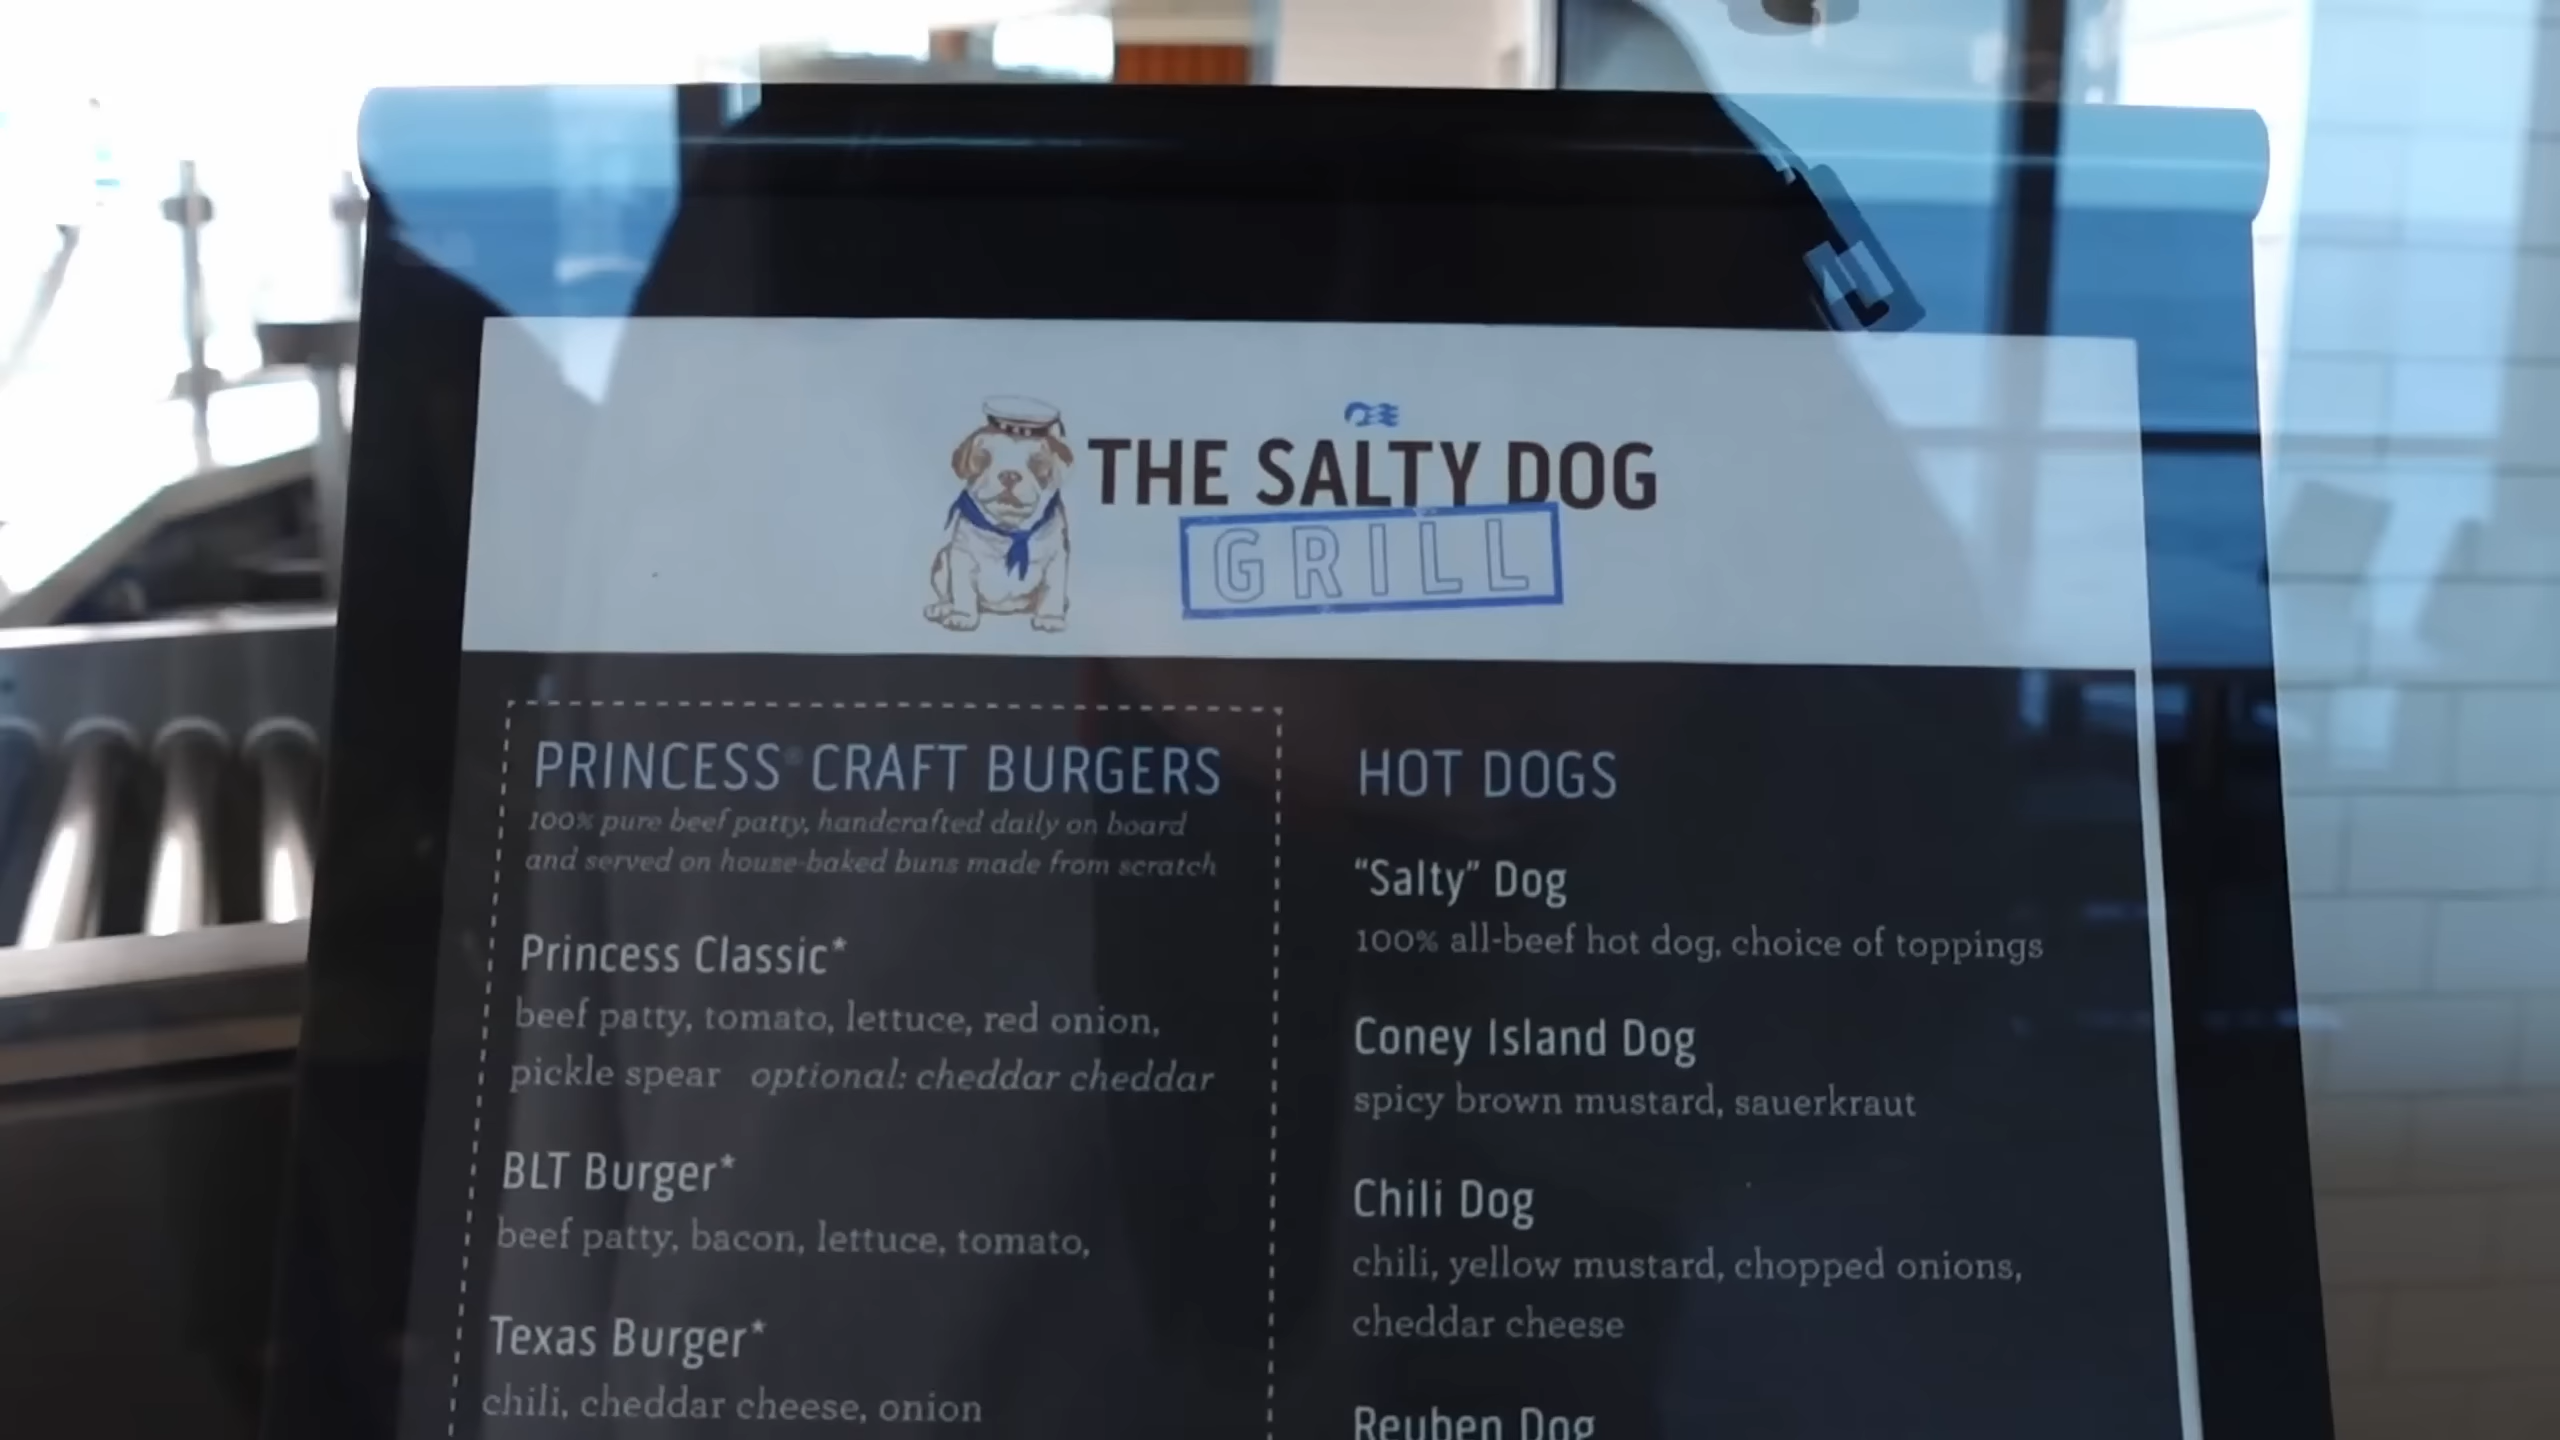 THE SALTY DOG
GRILL
PRINCESS® CRAFT BURGERS
100% pure beef patty, handcrafted daily on board
and served on house-baked buns made from scratch
Princess Classic*
beef patty, tomato, lettuce, red onion,
pickle spear optional: cheddar cheddar
BLT Burger*
beef patty, bacon, lettuce, tomato,
Texas Burger*
chili, cheddar cheese, onion
HOT DOGS
“Salty” Dog
100% all-beef hot dog, choice of toppings
Coney Island Dog
spicy brown mustard, sauerkraut
Chili Dog
chili, yellow mustard, chopped onions,
cheddar cheese
Reuben Dog